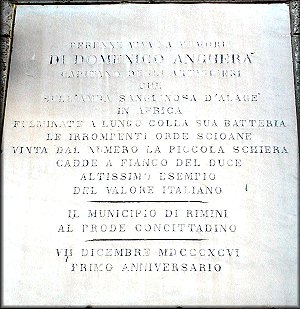 PERENNE VIVA LA MEMORIA
DI DOMENICO ANGHERÀ
CAPITANO DEGLI ARTIGLIERI
CHE
SULL'AMBA SANGUINOSA D'ALAGE
IN AFRICA
FULMINATE A LUNGO COLLA SUA BATTERIA
LE IRROMPENTI ORDE SCIOANE
VINTA DAL NUMERO LA PICCOLA SCHIERA
CADDE A FIANCO DEL DUCE
ALTISSIMO ESEMPIO
DEL VALORE ITALIANO
IL MUNICIPIO DI RIMINI
AL PRODE CONCITTADINO
VII DICEMBRE MDCCCXCVI
PRIMO ANNIVERSARIO